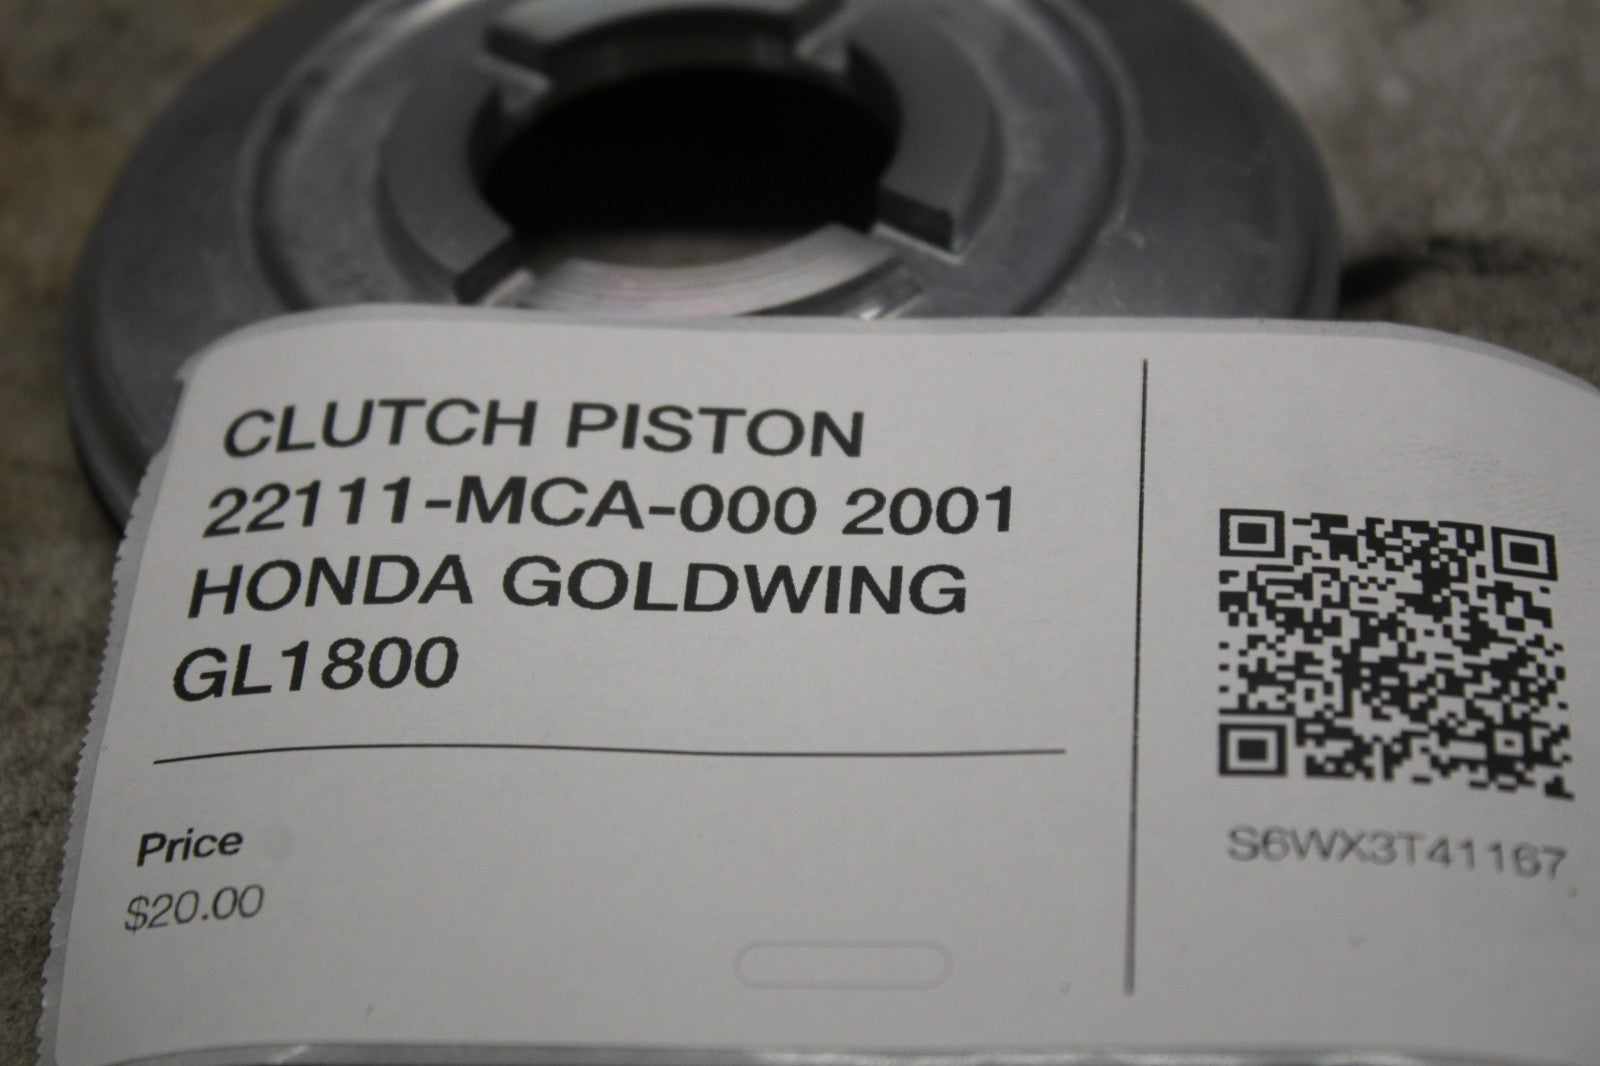 CLUTCH PISTON
22111-MCA-000 2001
HONDA GOLDWING
GL1800
Price
$20.00
S6WX3T41167